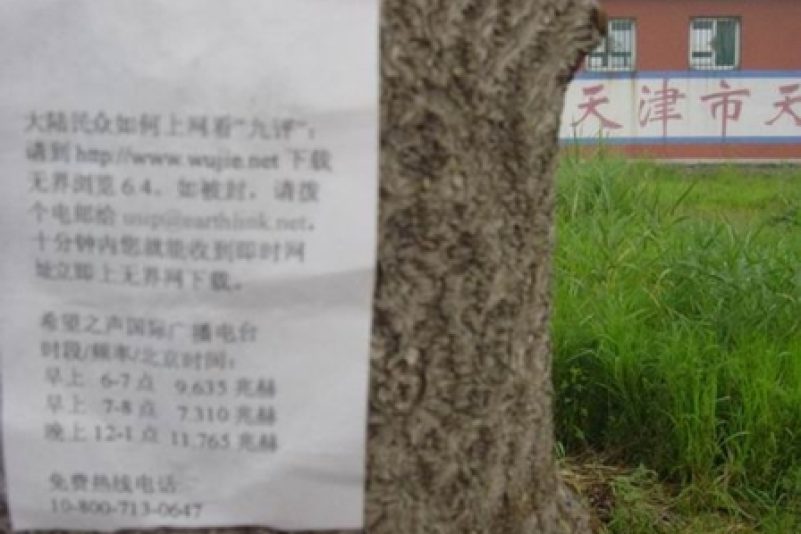 大陆民众如何上网看“九评”：
请到 http://www.wujie.net 下载
无界浏览 6.4。如被封，请拨
个电邮给 usip@earthlink.net。
十分钟内您就能收到即时网
址立即上无界网下载。
希望之声国际广播电台
时段/频率/北京时间：
早上 6-7 点 9.635 兆赫
早上 7-8 点 7.310 兆赫
晚上 12-1 点 11.765 兆赫
免费热线电话：
10-800-713-0647
天津市天